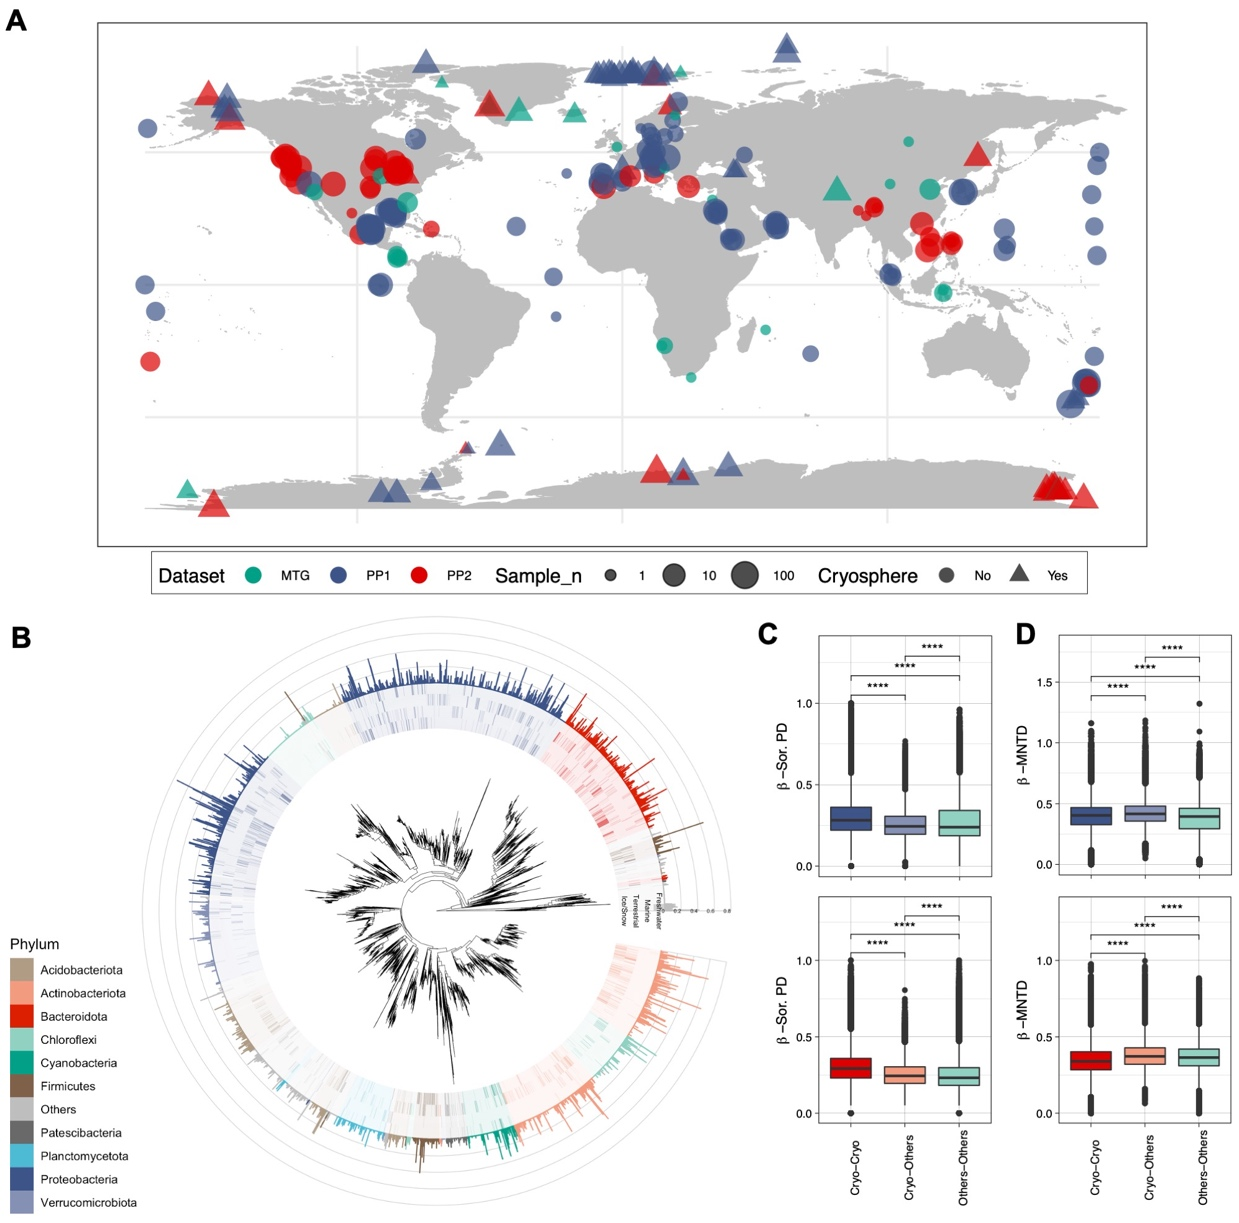 A
Dataset MTG PP1 PP2 Sample_n 1 10 100 Cryosphere No Yes
B
Freshwater
Marine
Terrestrial
Ice/Snow
0.2 0.4 0.6 0.8
Phylum
Acidobacteriota
Actinobacteriota
Bacteroidota
Chloroflexi
Cyanobacteria
Firmicutes
Others
Patescibacteria
Planctomycetota
Proteobacteria
Verrucomicrobiota
C
β −Sor. PD
1.0
0.5
0.0
****
****
****
β −Sor. PD
1.0
0.5
0.0
****
****
****
Cryo−Cryo
Cryo−Others
Others−Others
D
β −MNTD
1.5
1.0
0.5
0.0
****
****
****
β −MNTD
1.0
0.5
0.0
****
****
****
Cryo−Cryo
Cryo−Others
Others−Others